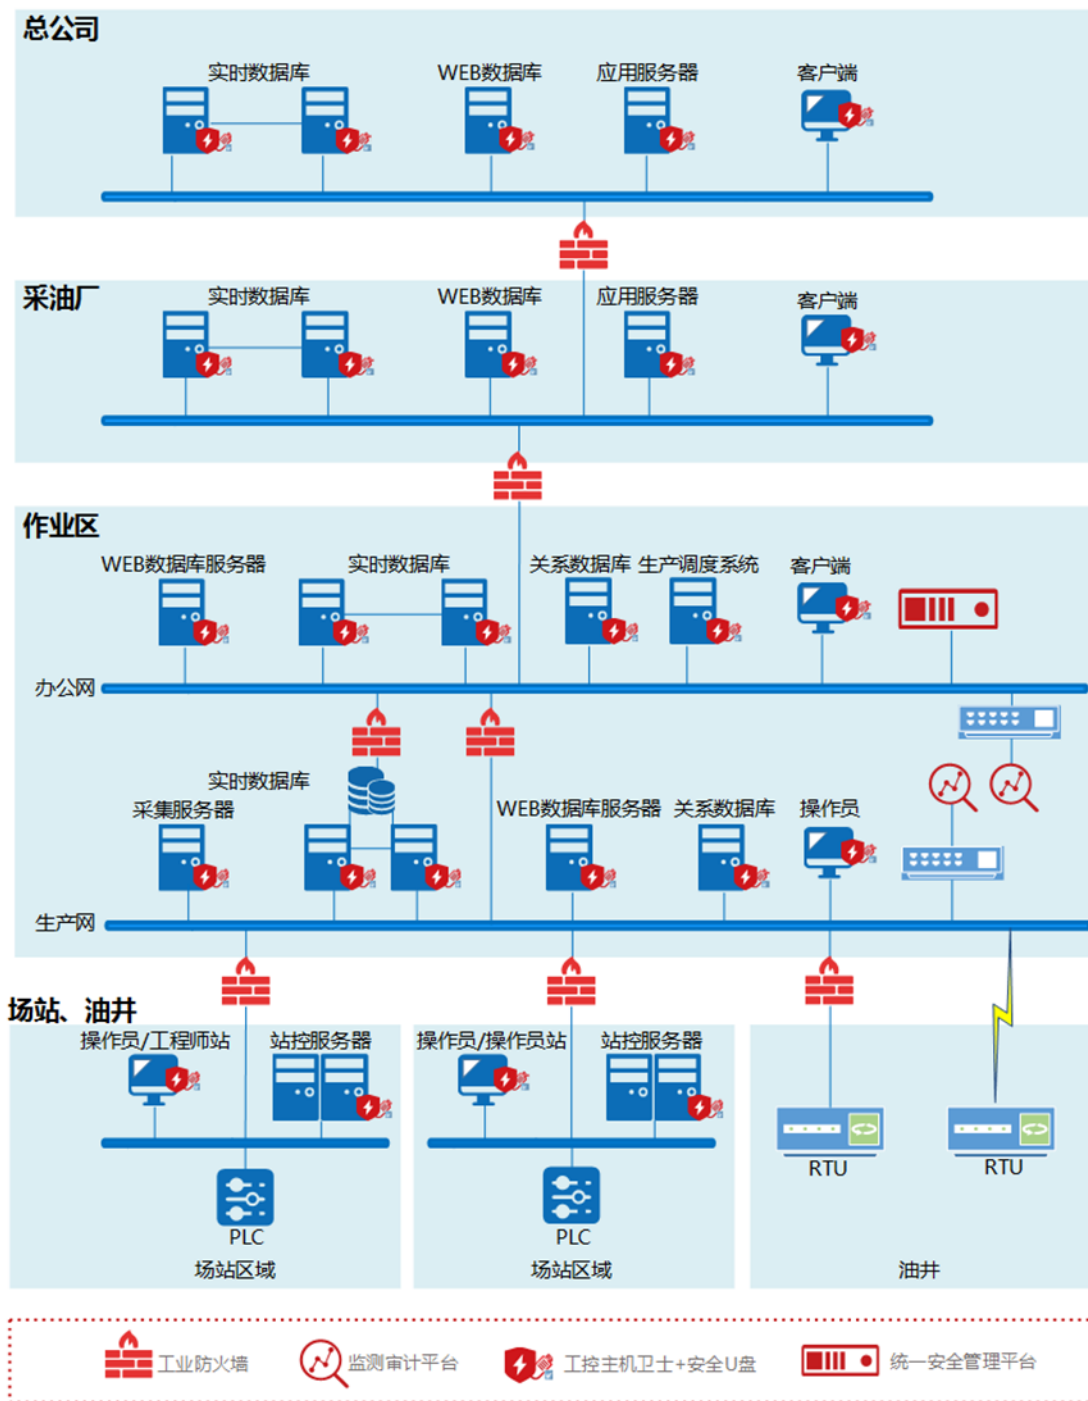 总公司
实时数据库 WEB数据库 应用服务器 客户端
采油厂
实时数据库 WEB数据库 应用服务器 客户端
作业区
WEB数据库服务器 实时数据库 关系数据库 生产调度系统 客户端
办公网
实时数据库
采集服务器 WEB数据库服务器 关系数据库 操作员
生产网
场站、油井
操作员/工程师站 站控服务器 操作员/操作员站 站控服务器
RTU RTU
PLC PLC
场站区域 场站区域 油井
工业防火墙 监测审计平台 工控主机卫士+安全U盘 统一安全管理平台